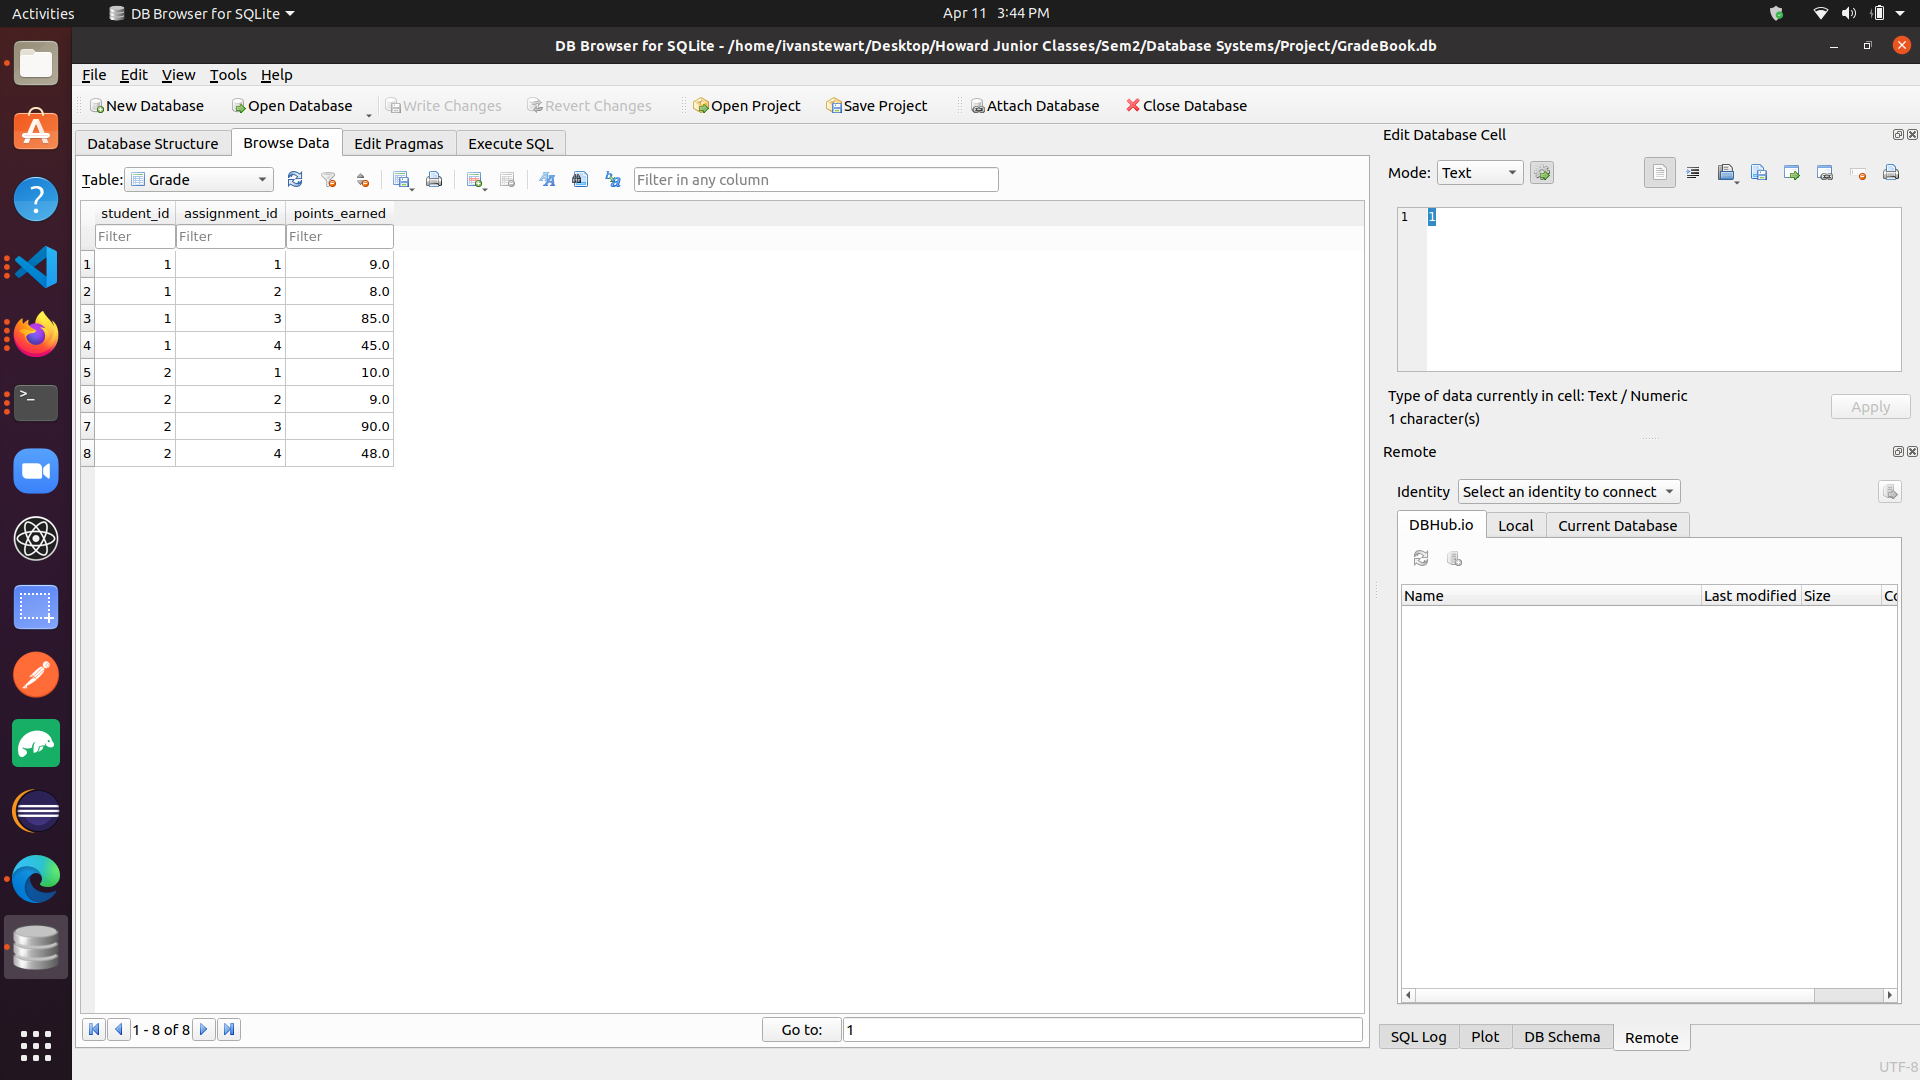 Activities DB Browser for SQLite Apr 11 3:44 PM
DB Browser for SQLite - /home/ivanstewart/Desktop/Howard Junior Classes/Sem2/Database Systems/Project/GradeBook.db
File Edit View Tools Help
New Database Open Database Write Changes Revert Changes Open Project Save Project Attach Database Close Database
Database Structure Browse Data Edit Pragmas Execute SQL
Table: Grade Filter in any column
student_id assignment_id points_earned
Filter Filter Filter
1 1 1 9.0
2 1 2 8.0
3 1 3 85.0
4 1 4 45.0
5 2 1 10.0
6 2 2 9.0
7 2 3 90.0
8 2 4 48.0
1 - 8 of 8 Go to: 1
Edit Database Cell
Mode: Text
1 1
Type of data currently in cell: Text / Numeric
1 character(s)
Apply
Remote
Identity Select an identity to connect
DBHub.io Local Current Database
Name Last modified Size Co
SQL Log Plot DB Schema Remote
UTF-8